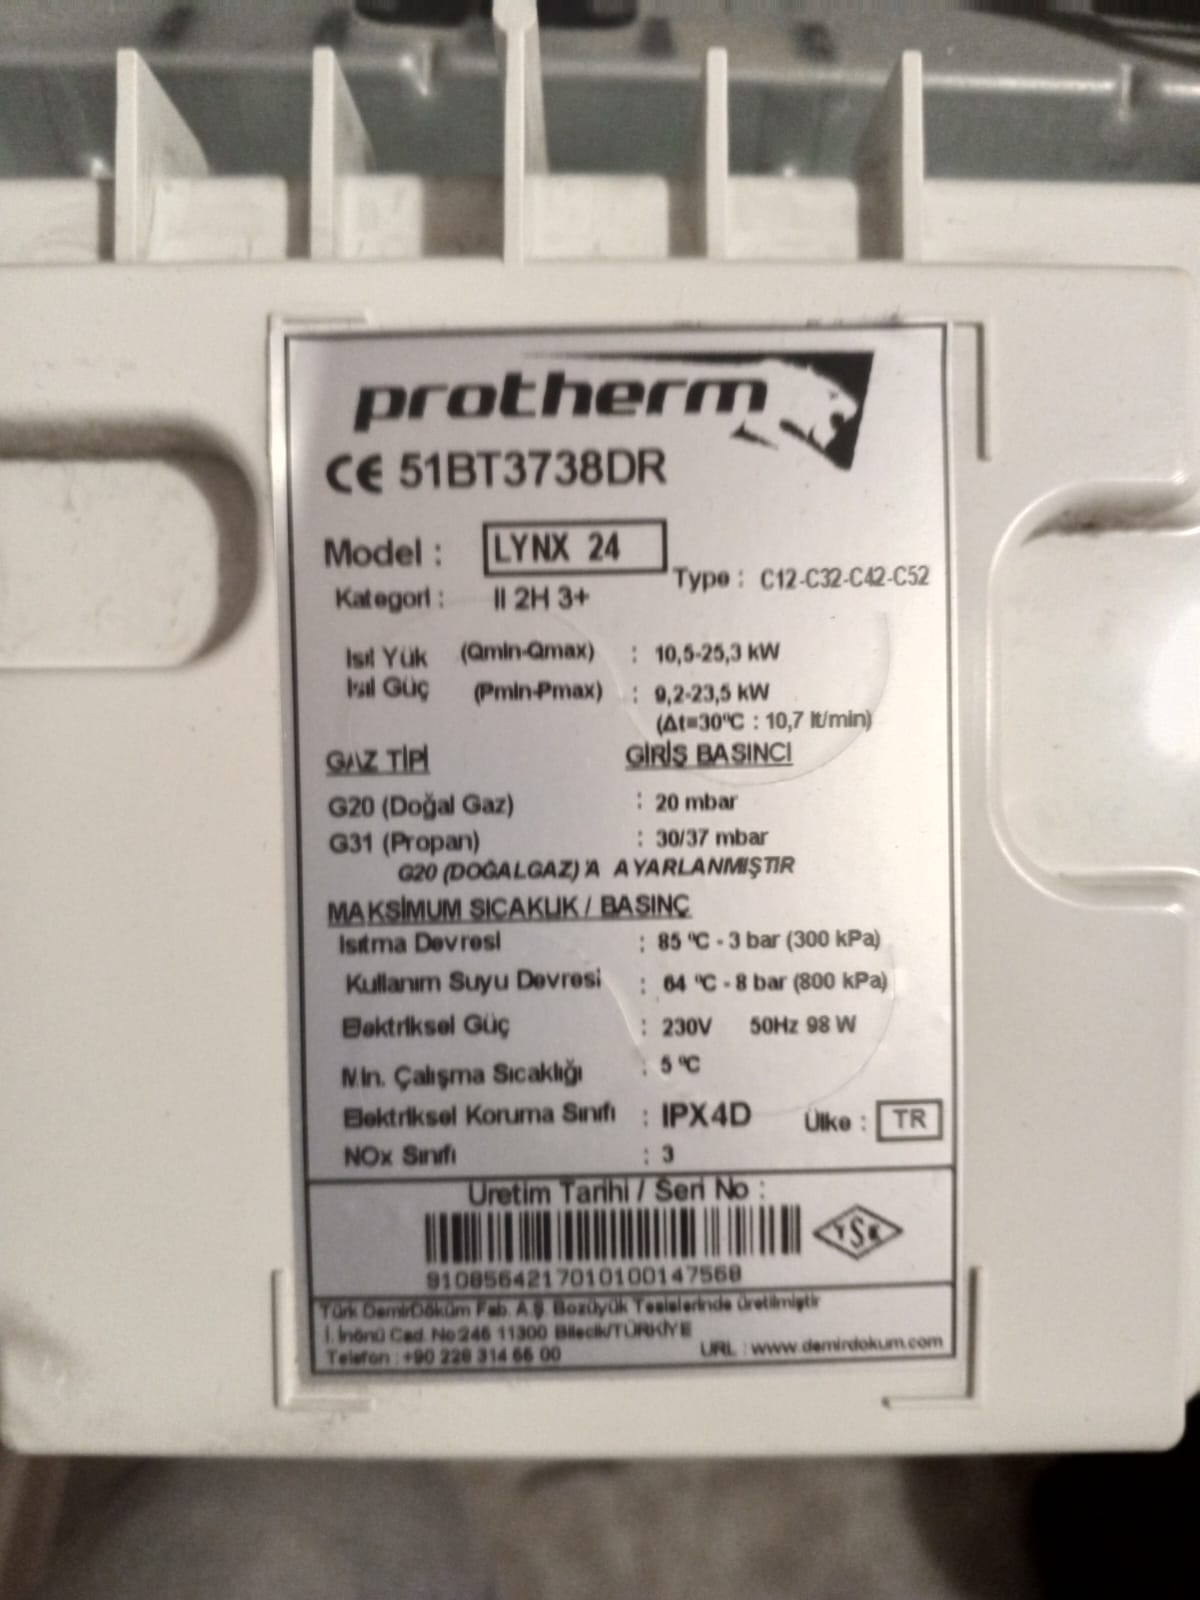 protherm
CE 51BT3738DR
Model : LYNX 24
Type : C12-C32-C42-C52
Kategori : II 2H 3+
Isıl Yük (Qmin-Qmax) : 10,5-25,3 kW
Isıl Güç (Pmin-Pmax) : 9,2-23,5 kW
(Δt=30ºC : 10,7 lt/min)
GAZ TİPİ GİRİŞ BASINCI
G20 (Doğal Gaz) : 20 mbar
G31 (Propan) : 30/37 mbar
G20 (DOĞALGAZ)'A AYARLANMIŞTIR
MAKSİMUM SICAKLIK / BASINÇ
Isıtma Devresi : 85 ºC - 3 bar (300 kPa)
Kullanım Suyu Devresi : 64 ºC - 8 bar (800 kPa)
Elektriksel Güç : 230V 50Hz 98 W
Min. Çalışma Sıcaklığı : 5 ºC
Elektriksel Koruma Sınıfı : IPX4D Ülke : TR
NOx Sınıfı : 3
Üretim Tarihi / Seri No :
TSE
9108564217010100147568
Türk DemirDöküm Fab. A.Ş. Bozüyük Tesislerinde üretilmiştir
İ. İnönü Cad. No:246 11300 Bilecik/TÜRKİYE
Telefon : +90 228 314 66 00 URL : www.demirdokum.com